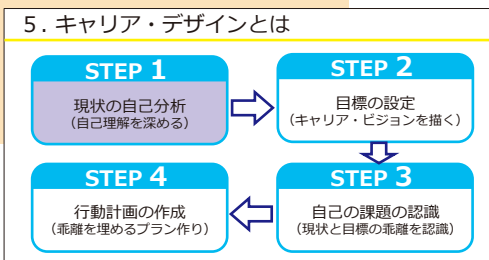 5. キャリア・デザインとは
STEP 1
現状の自己分析
(自己理解を深める)
STEP 2
目標の設定
(キャリア・ビジョンを描く)
STEP 3
自己の課題の認識
(現状と目標の乖離を認識)
STEP 4
行動計画の作成
(乖離を埋めるプラン作り)